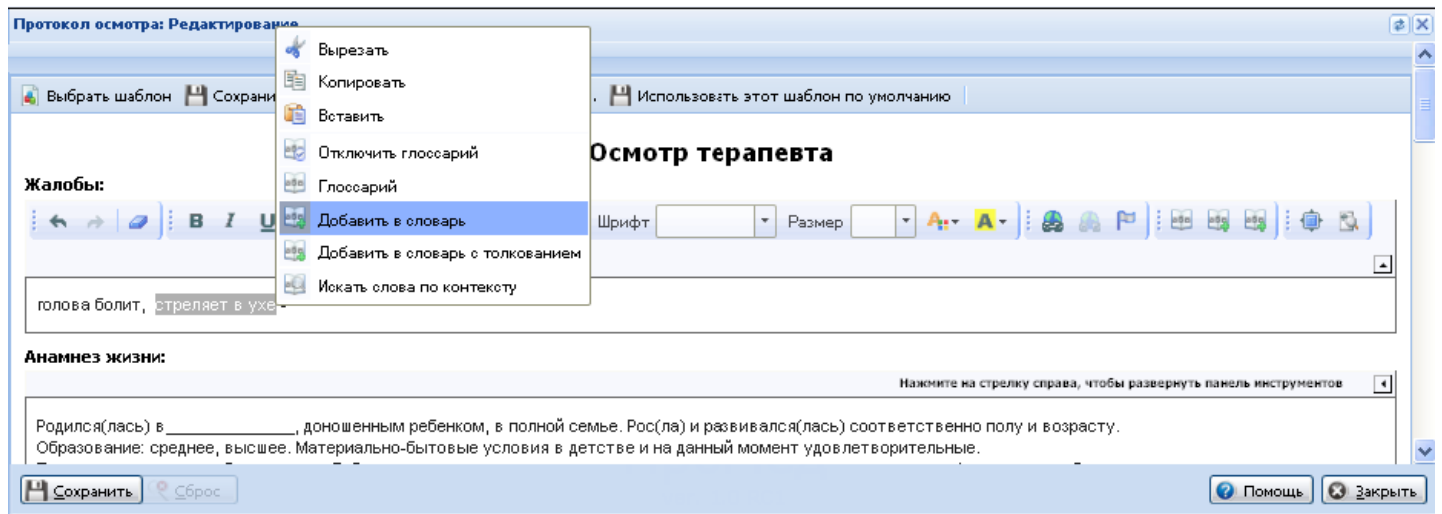 Протокол осмотра: Редактирование
Вырезать
Копировать
Вставить
Отключить глоссарий
Глоссарий
Добавить в словарь
Добавить в словарь с толкованием
Искать слова по контексту
Выбрать шаблон Сохрани . Использовать этот шаблон по умолчанию
Осмотр терапевта
Жалобы:
B I U Шрифт Размер
голова болит, стреляет в ухе -
Анамнез жизни:
Нажмите на стрелку справа, чтобы развернуть панель инструментов
Родился(лась) в________________, доношенным ребенком, в полной семье. Рос(ла) и развивался(лась) соответственно полу и возрасту.
Образование: среднее, высшее. Материально-бытовые условия в детстве и на данный момент удовлетворительные.
Сохранить Сброс Помощь Закрыть